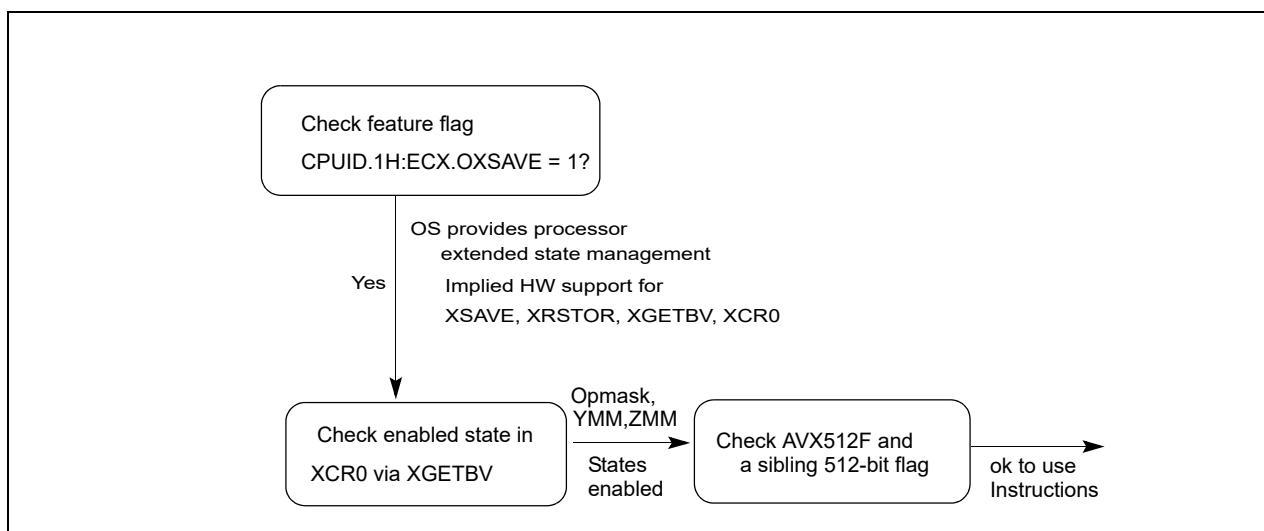 Check feature flag
CPUID.1H:ECX.OXSAVE = 1?
OS provides processor
extended state management
Yes
Implied HW support for
XSAVE, XRSTOR, XGETBV, XCR0
Check enabled state in
XCR0 via XGETBV
Opmask,
YMM,ZMM
States
enabled
Check AVX512F and
a sibling 512-bit flag
ok to use
Instructions